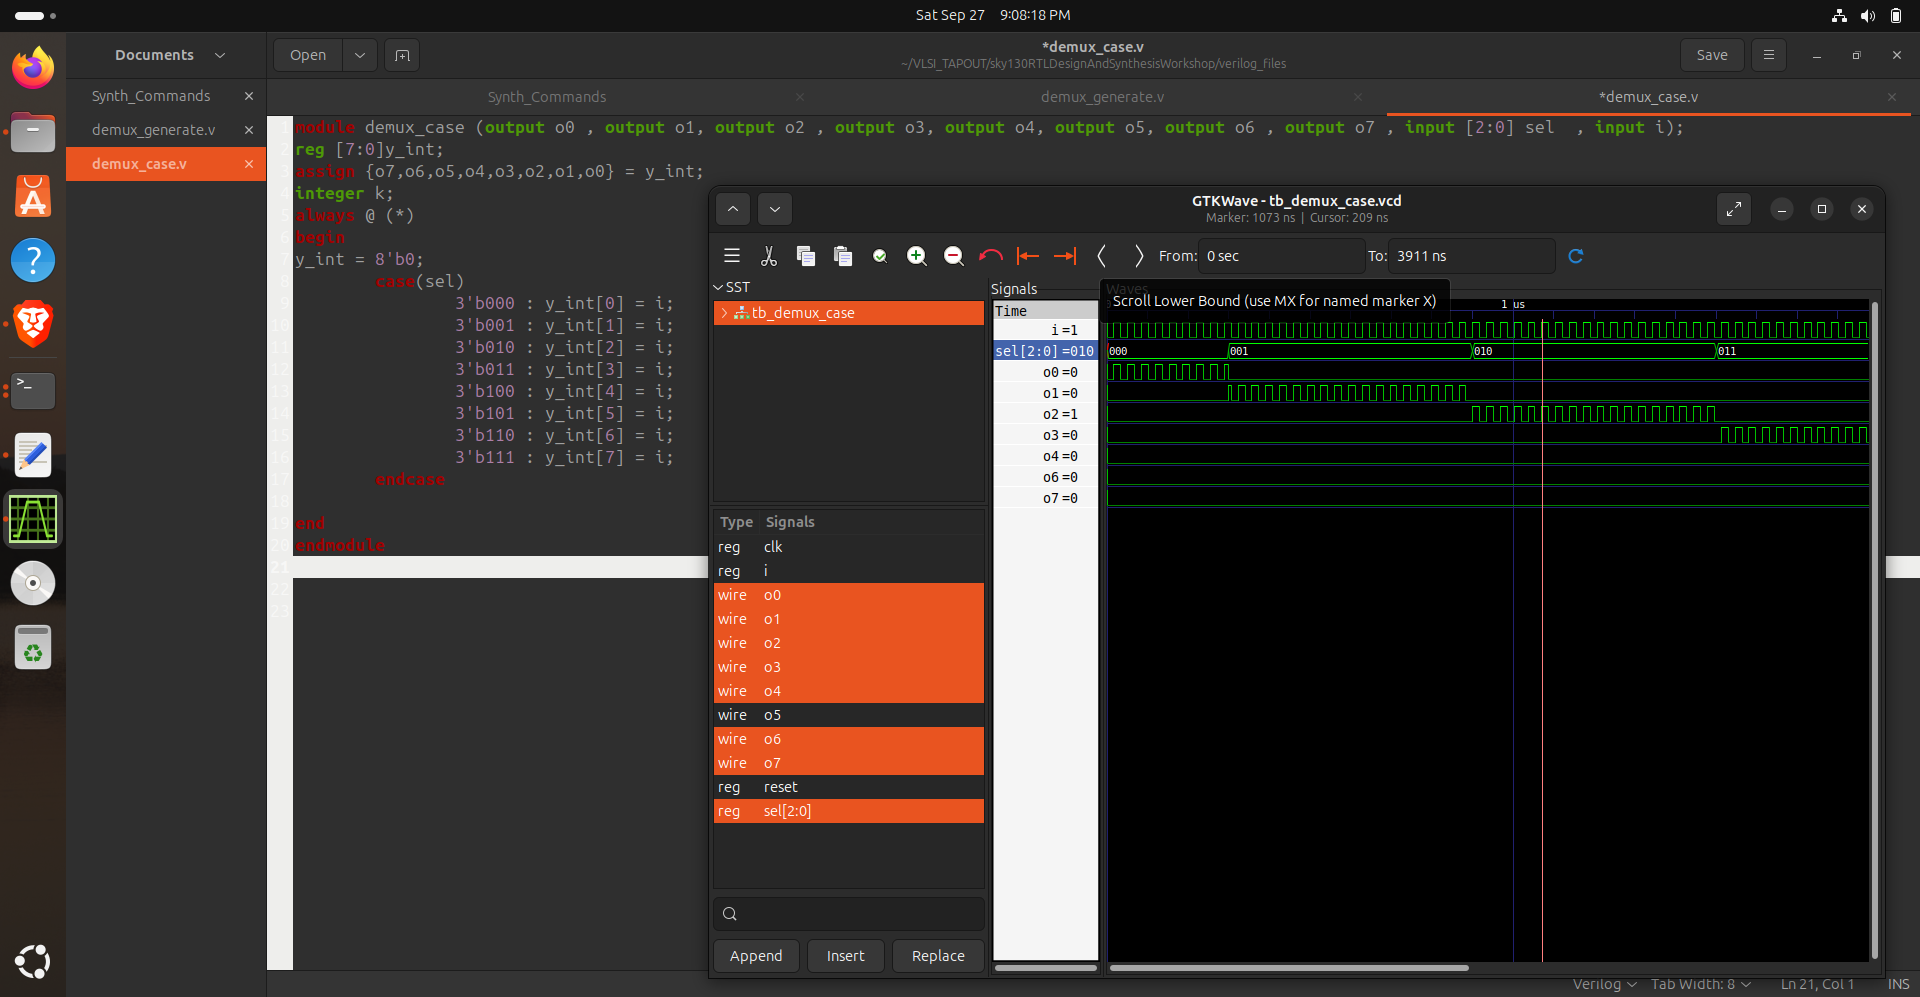 Sat Sep 27 9:08:18 PM
Documents
Open
*demux_case.v
~/VLSI_TAPOUT/sky130RTLDesignAndSynthesisWorkshop/verilog_files
Save
Synth_Commands
demux_generate.v
demux_case.v
Synth_Commands
demux_generate.v
*demux_case.v
1 module demux_case (output o0 , output o1, output o2 , output o3, output o4, output o5, output o6 , output o7 , input [2:0] sel  , input i);
2 reg [7:0]y_int;
3 assign {o7,o6,o5,o4,o3,o2,o1,o0} = y_int;
4 integer k;
5 always @ (*)
6 begin
7 y_int = 8'b0;
8 case(sel)
9 3'b000 : y_int[0] = i;
10 3'b001 : y_int[1] = i;
11 3'b010 : y_int[2] = i;
12 3'b011 : y_int[3] = i;
13 3'b100 : y_int[4] = i;
14 3'b101 : y_int[5] = i;
15 3'b110 : y_int[6] = i;
16 3'b111 : y_int[7] = i;
17 endcase
18
19 end
20 endmodule
21
22
23
GTKWave - tb_demux_case.vcd
Marker: 1073 ns | Cursor: 209 ns
From: 0 sec To: 3911 ns
SST
tb_demux_case
Type Signals
reg clk
reg i
wire o0
wire o1
wire o2
wire o3
wire o4
wire o5
wire o6
wire o7
reg reset
reg sel[2:0]
Append Insert Replace
Signals
Time
i =1
sel[2:0] =010
o0 =0
o1 =0
o2 =1
o3 =0
o4 =0
o6 =0
o7 =0
Waves
Scroll Lower Bound (use MX for named marker X)
1 us
000 001 010 011
Verilog Tab Width: 8 Ln 21, Col 1 INS